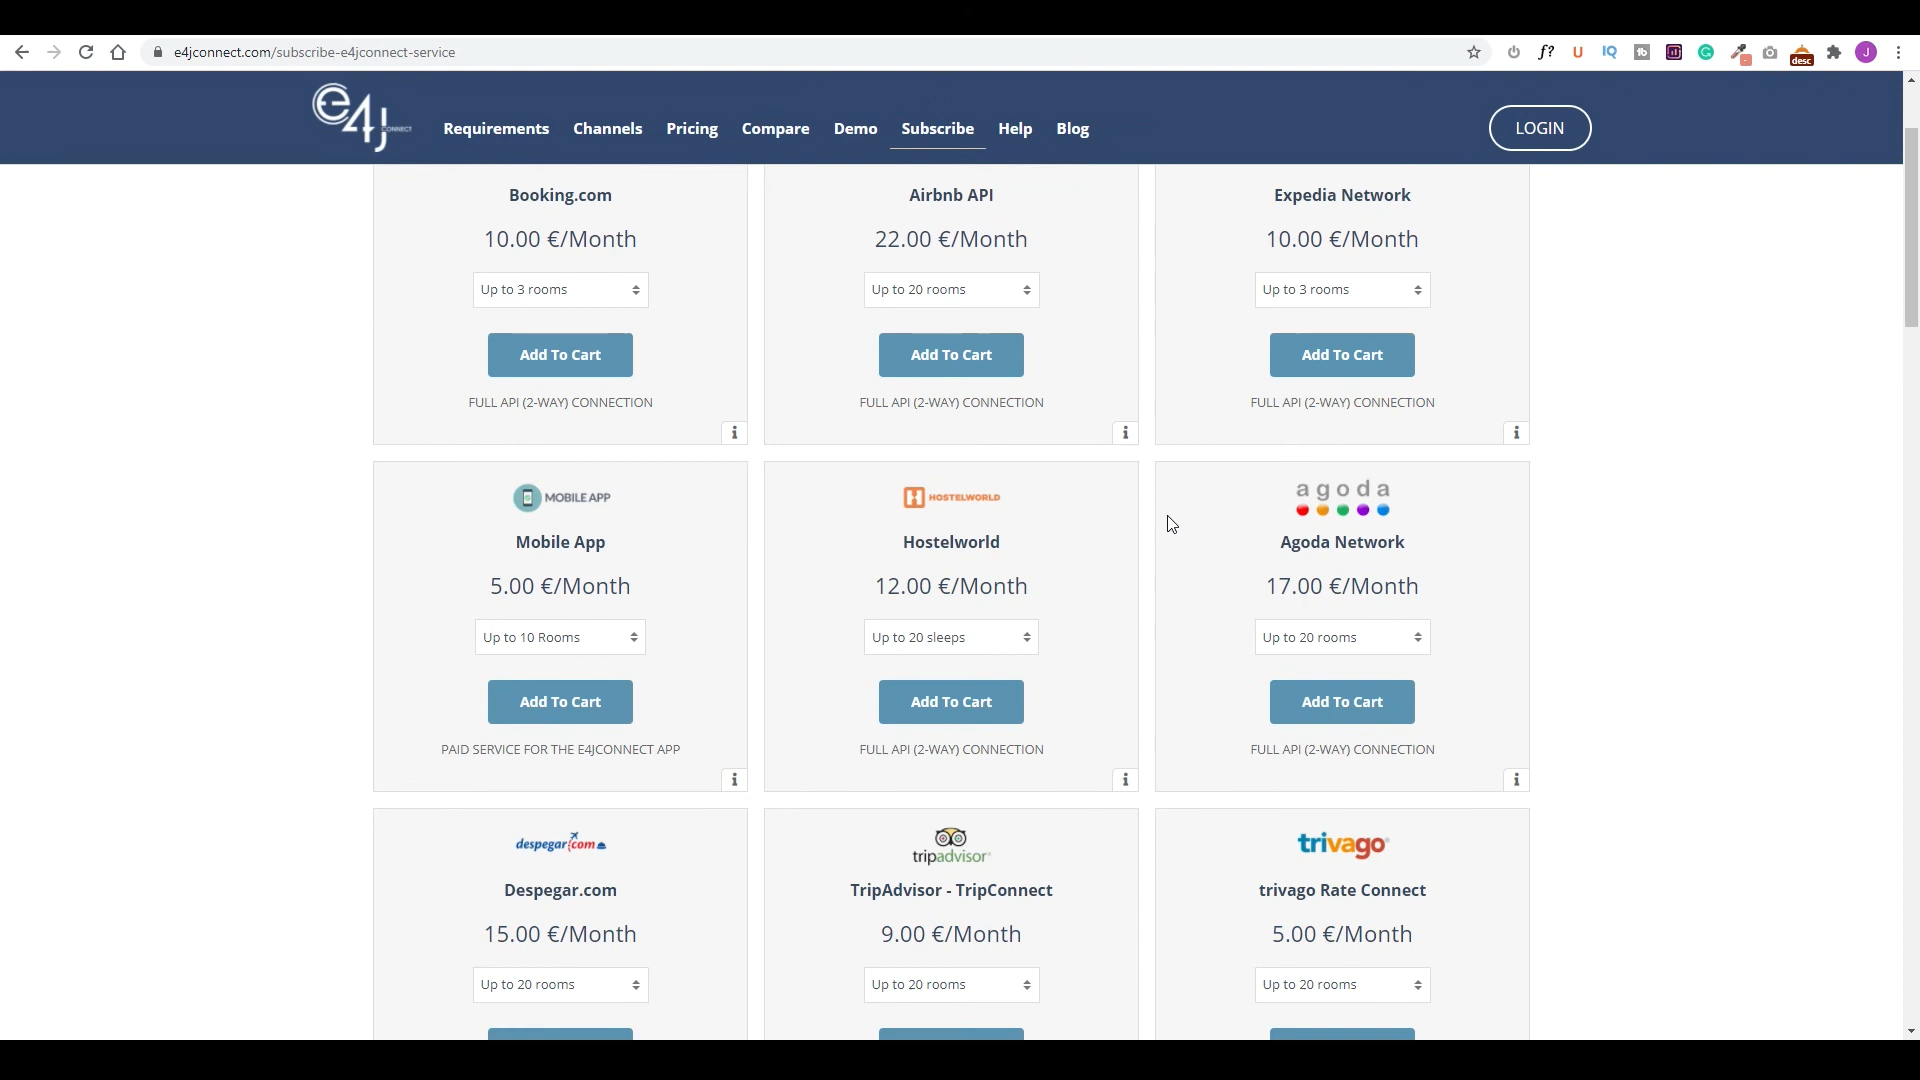 e4jconnect.com/subscribe-e4jconnect-service
f?
U
IQ
tb
G
-
desc
J
e4J CONNECT
Requirements
Channels
Pricing
Compare
Demo
Subscribe
Help
Blog
LOGIN
Booking.com
Airbnb API
Expedia Network
10.00 €/Month
22.00 €/Month
10.00 €/Month
Up to 3 rooms
Up to 20 rooms
Up to 3 rooms
Add To Cart
Add To Cart
Add To Cart
FULL API (2-WAY) CONNECTION
FULL API (2-WAY) CONNECTION
FULL API (2-WAY) CONNECTION
i
i
i
MOBILE APP
H HOSTELWORLD
agoda
Mobile App
Hostelworld
Agoda Network
5.00 €/Month
12.00 €/Month
17.00 €/Month
Up to 10 Rooms
Up to 20 sleeps
Up to 20 rooms
Add To Cart
Add To Cart
Add To Cart
PAID SERVICE FOR THE E4JCONNECT APP
FULL API (2-WAY) CONNECTION
FULL API (2-WAY) CONNECTION
i
i
i
despegar.com
tripadvisor®
trivago®
Despegar.com
TripAdvisor - TripConnect
trivago Rate Connect
15.00 €/Month
9.00 €/Month
5.00 €/Month
Up to 20 rooms
Up to 20 rooms
Up to 20 rooms